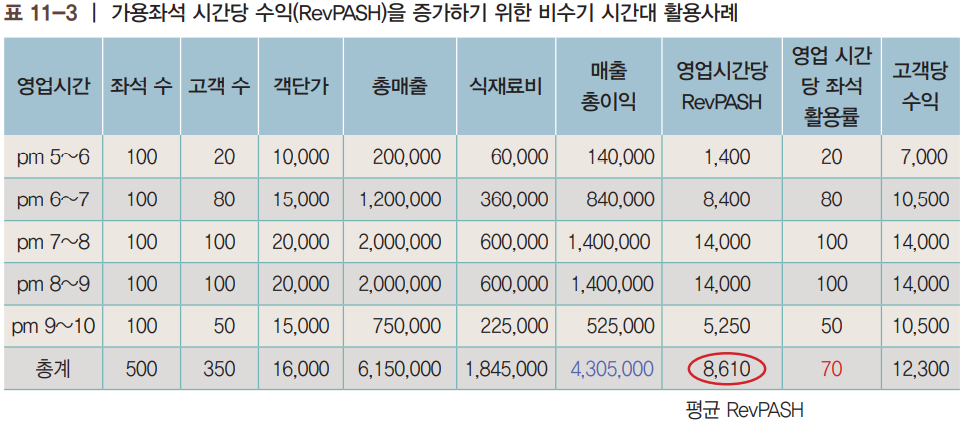 표 11-3 | 가용좌석 시간당 수익(RevPASH)을 증가하기 위한 비수기 시간대 활용사례
영업시간 좌석 수 고객 수 객단가 총매출 식재료비 매출 총이익 영업시간당 RevPASH 영업 시간당 좌석 활용률 고객당 수익
pm 5~6 100 20 10,000 200,000 60,000 140,000 1,400 20 7,000
pm 6~7 100 80 15,000 1,200,000 360,000 840,000 8,400 80 10,500
pm 7~8 100 100 20,000 2,000,000 600,000 1,400,000 14,000 100 14,000
pm 8~9 100 100 20,000 2,000,000 600,000 1,400,000 14,000 100 14,000
pm 9~10 100 50 15,000 750,000 225,000 525,000 5,250 50 10,500
총계 500 350 16,000 6,150,000 1,845,000 4,305,000 8,610 70 12,300
평균 RevPASH